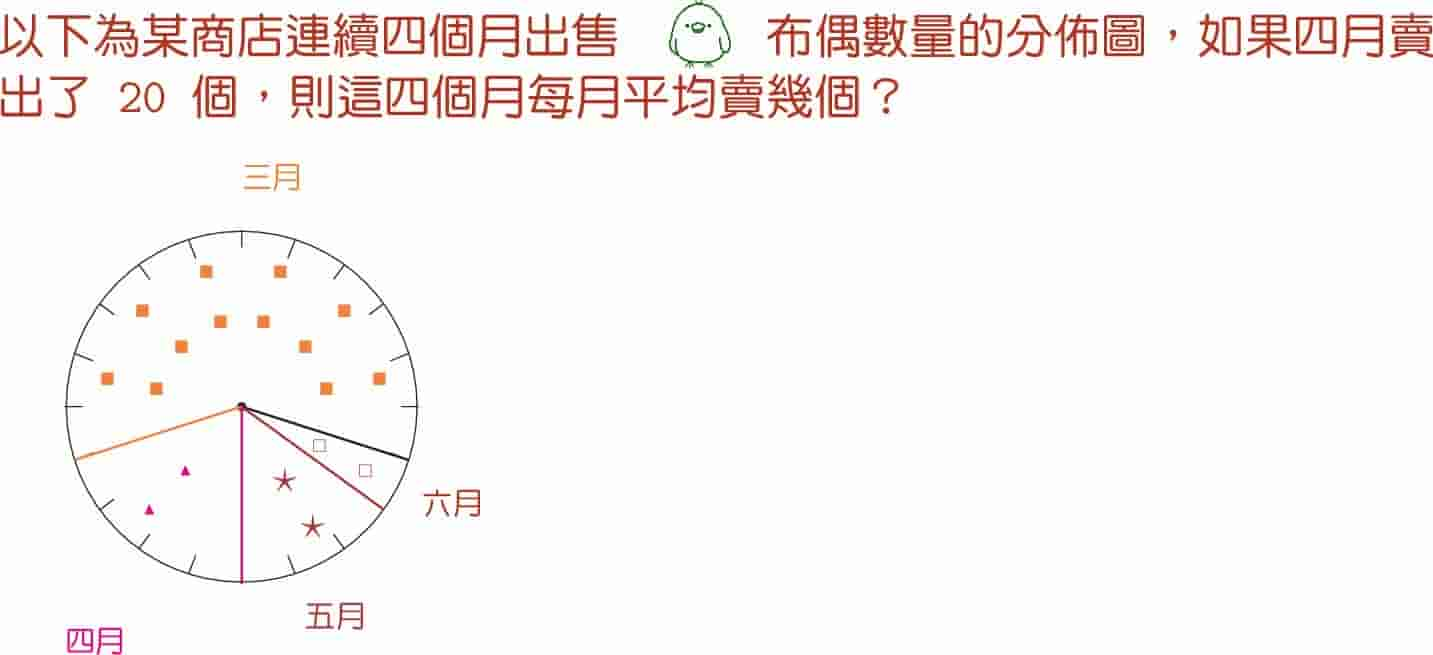 以下為某商店連續四個月出售 布偶數量的分佈圖，如果四月賣
出了 20 個，則這四個月每月平均賣幾個？
三月
六月
五月
四月